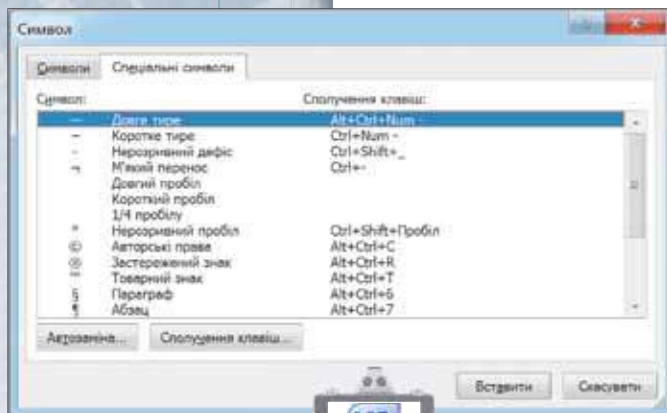 Символ
Символи Спеціальні символи
Символ: Сполучення клавіш:
— Довге тире Alt+Ctrl+Num -
– Коротке тире Ctrl+Num -
- Нерозривний дефіс Ctrl+Shift+_
¬ М'який перенос Ctrl+-
Довгий пробіл
Короткий пробіл
1/4 пробілу
° Нерозривний пробіл Ctrl+Shift+Пробіл
© Авторські права Alt+Ctrl+C
® Застережений знак Alt+Ctrl+R
™ Товарний знак Alt+Ctrl+T
§ Параграф Alt+Ctrl+6
¶ Абзац Alt+Ctrl+7
Автозаміна... Сполучення клавіш...
Вставити Скасувати